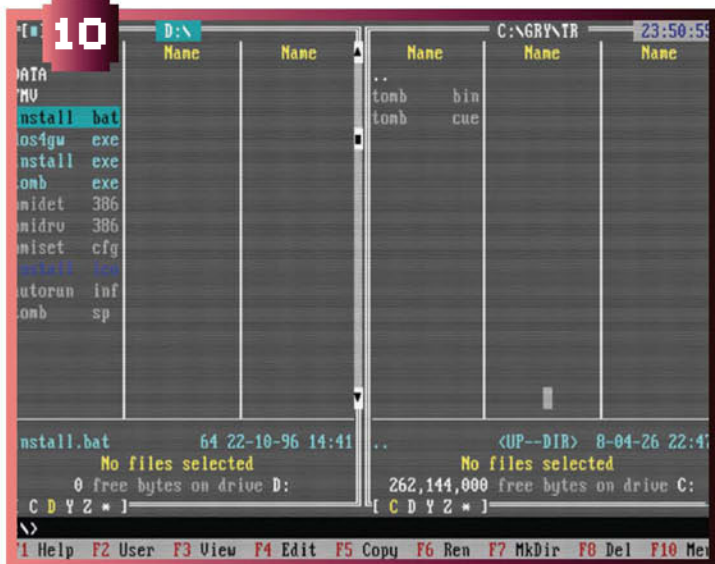 10
D:\
C:\GRY\TR
23:50:55
Name Name
Name Name Name
DATA
FMV
..
nstall bat
tomb bin
os4gw exe
tomb cue
nstall exe
omb exe
midet 386
midrv 386
miset cfg
utorun inf
omb sp
nstall.bat 64 22-10-96 14:41
.. <UP--DIR> 8-04-26 22:47
No files selected
No files selected
0 free bytes on drive D:
262,144,000 free bytes on drive C:
[ C D Y Z * ]
[ C D Y Z * ]
\>
F1 Help F2 User F3 View F4 Edit F5 Copy F6 Ren F7 MkDir F8 Del F10 Men